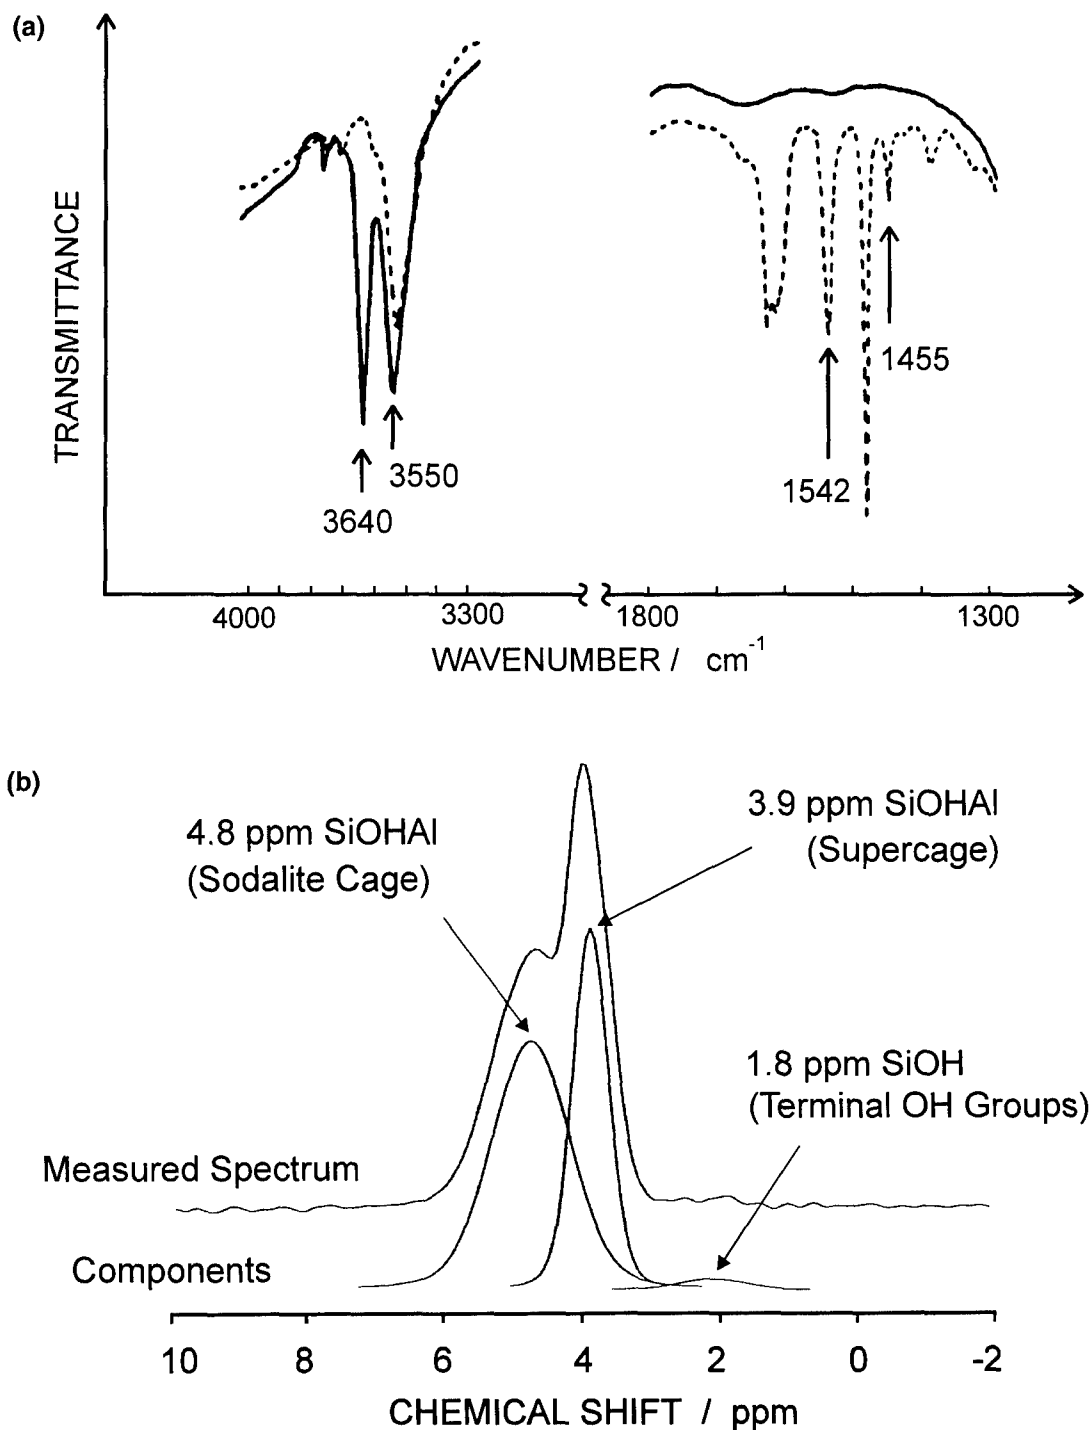 (a)
TRANSMITTANCE
3640
3550
1542
1455
4000 3300 1800 1300
WAVENUMBER / cm-1
(b)
4.8 ppm SiOHAl
(Sodalite Cage)
3.9 ppm SiOHAl
(Supercage)
1.8 ppm SiOH
(Terminal OH Groups)
Measured Spectrum
Components
10 8 6 4 2 0 -2
CHEMICAL SHIFT / ppm